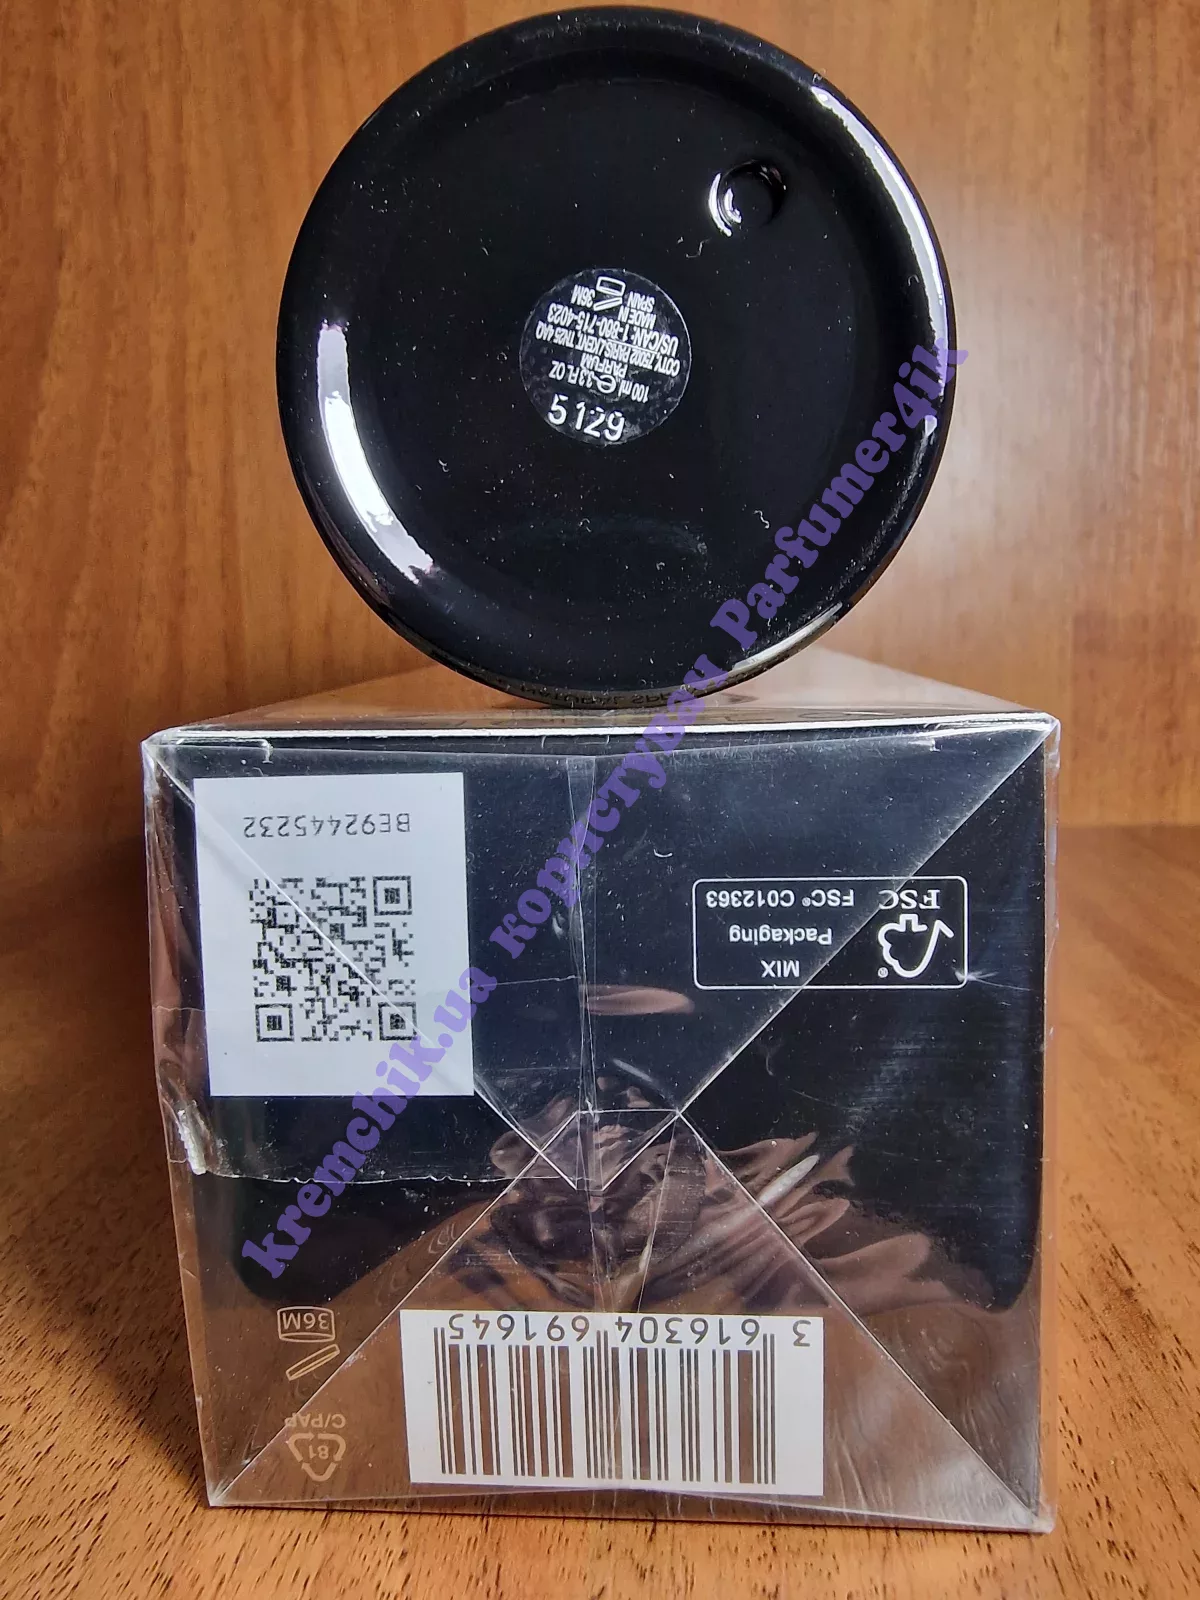 5129
100 ml ℮ 3.3 FL OZ
PARFUM
COTY, 75002 PARIS / KENT, TN25 4AQ
US/CAN: 1-800-715-4023
MADE IN
SPAIN
36M
BE92445232
FSC
MIX
Packaging
FSC® C012363
36M
81
C/PAP
3 616304 691645
kremchik.ua користувач Parfumer4ik